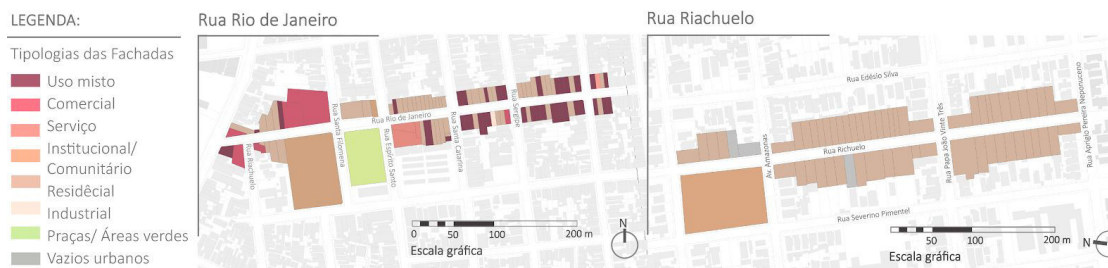 LEGENDA:
Tipologias das Fachadas
Uso misto
Comercial
Serviço
Institucional/
Comunitário
Residêcial
Industrial
Praças/ Áreas verdes
Vazios urbanos
Rua Rio de Janeiro
Rua Riachuelo
Rua Santa Filomena
Rua Rio de Janeiro
Rua Espírito Santo
Rua Santa Catarina
Rua Sergipe
0 50 100 200 m
Escala gráfica
N
Rua Riachuelo
Rua Edésio Silva
Av. Amazonas
Rua Richuelo
Rua Papa João Vinte Três
Rua Aprigio Pereira Neponuceno
Rua Severino Pimentel
50 100 200 m
Escala gráfica
N